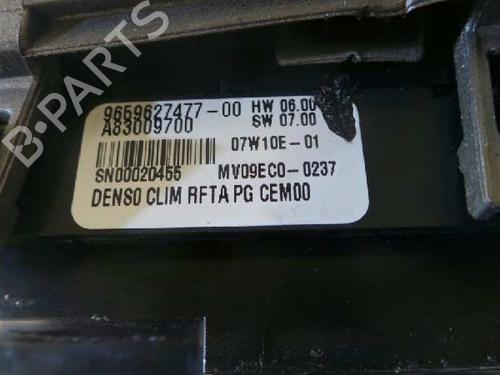 9659627477-00 HW 06.00
A83009700 SW 07.00
07W10E-01
SN00020455 MV09EC0-0237
DENSO CLIM RFTA PG CEM00
B-PARTS